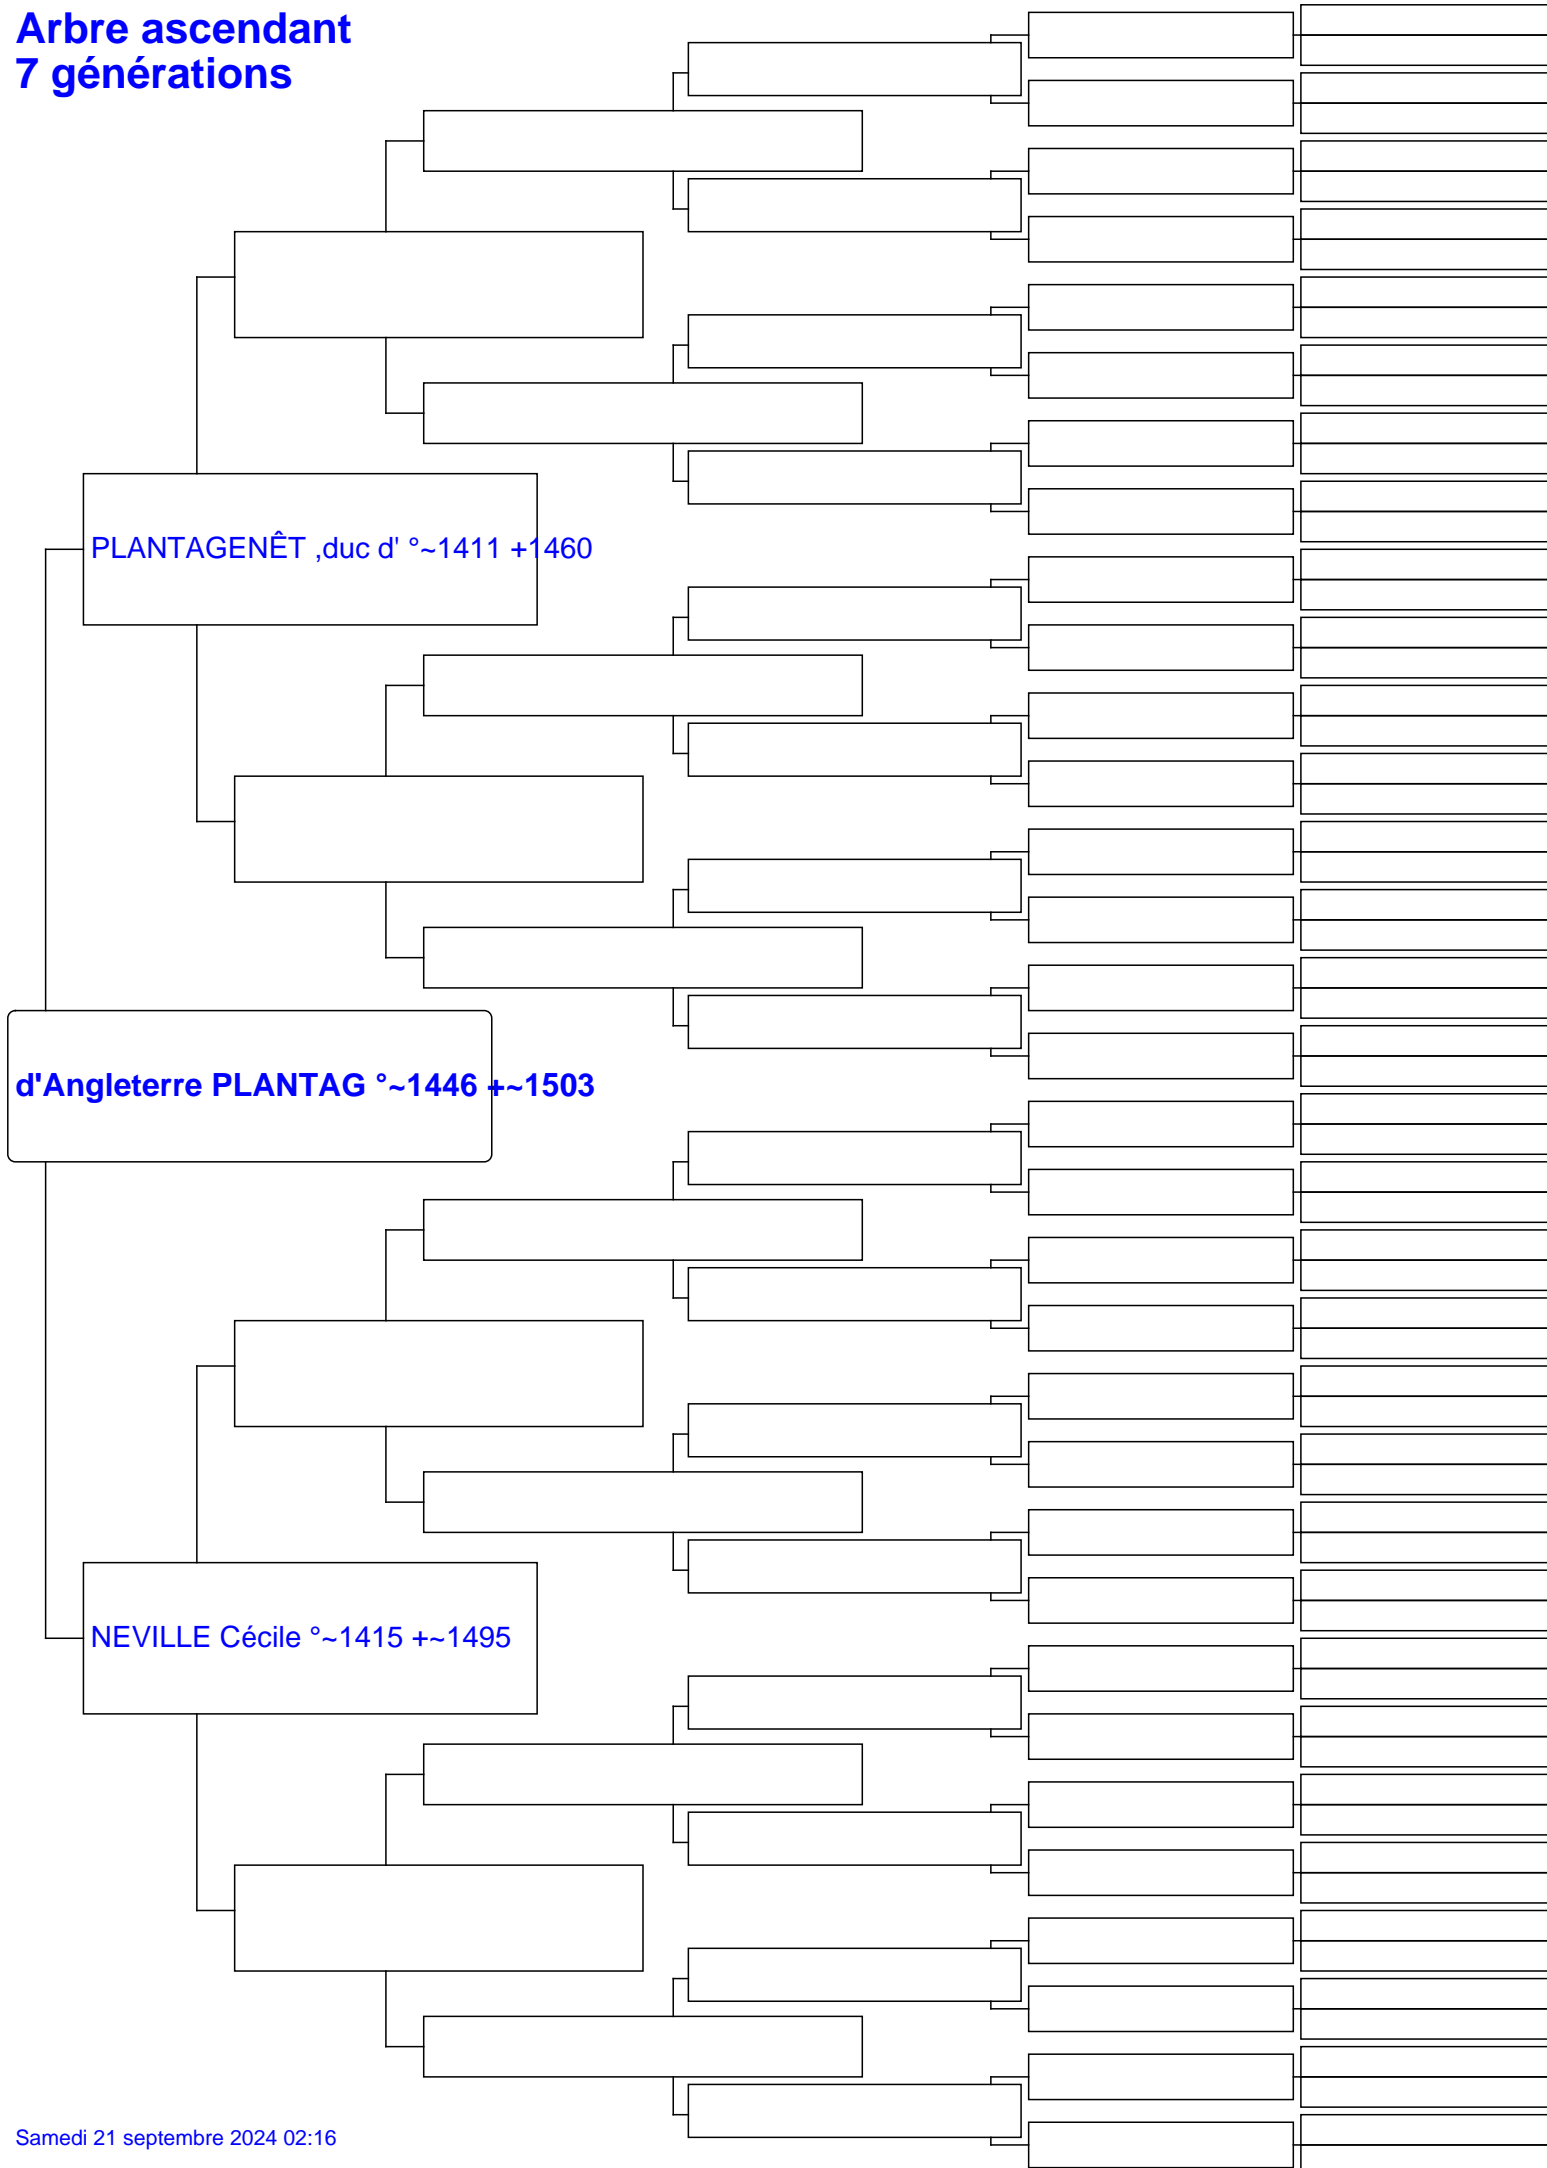 Arbre ascendant
7 générations
PLANTAGENÊT ,duc d' °~1411 +1460
d'Angleterre PLANTAG °~1446 +~1503
NEVILLE Cécile °~1415 +~1495
Samedi 21 septembre 2024 02:16